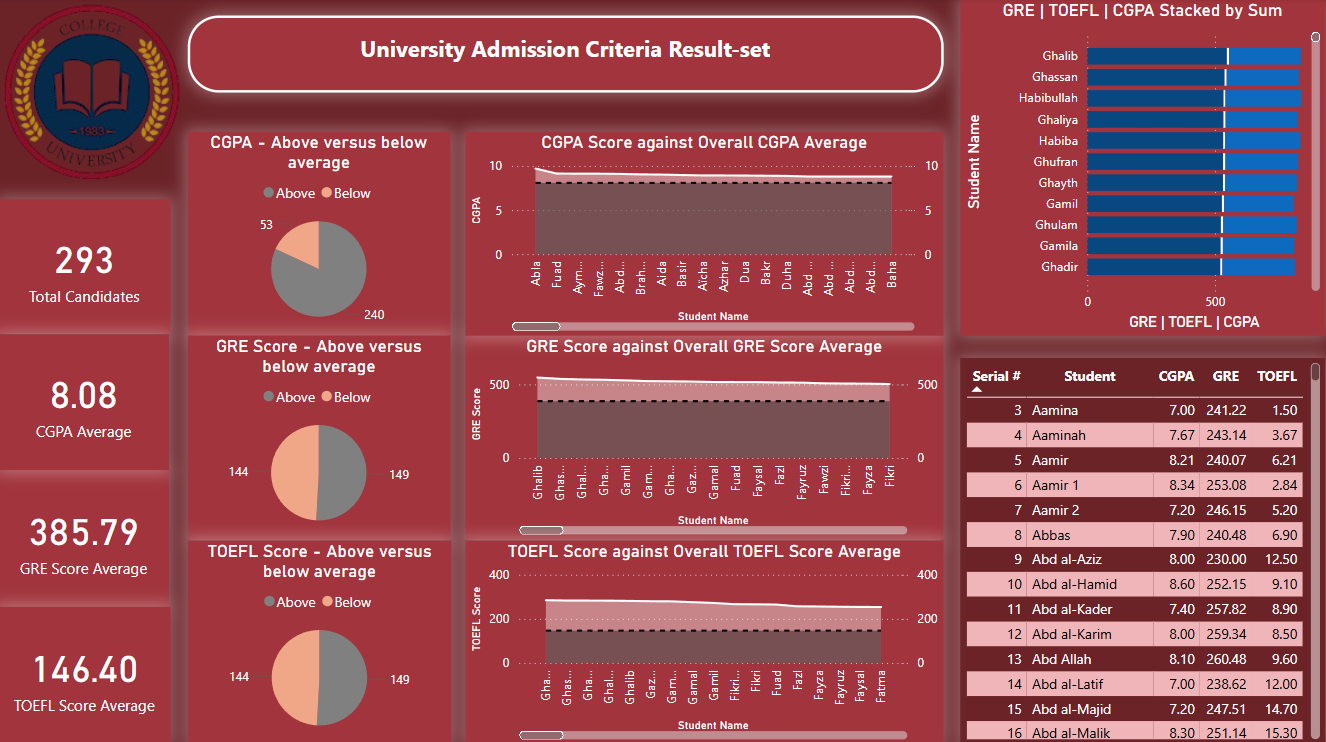 COLLEGE
1983
UNIVERSITY
University Admission Criteria Result-set
293
Total Candidates
8.08
CGPA Average
385.79
GRE Score Average
146.40
TOEFL Score Average
CGPA - Above versus below
average
Above Below
53
240
GRE Score - Above versus
below average
Above Below
144
149
TOEFL Score - Above versus
below average
Above Below
144
149
CGPA Score against Overall CGPA Average
CGPA
10 10
5 5
0 0
Abla Fuad Aym... Fawz... Abd... Brah... Aida Basir Aïcha Azhar Dua Bakr Duha Abd ... Abd ... Abd... Abd... Baha
Student Name
GRE Score against Overall GRE Score Average
GRE Score
500 500
0 0
Ghalib Ghas... Ghal... Gha... Gamil Gam... Gha... Gaz... Gamal Fuad Faysal Fazl Fayruz Fawzi Fikri... Fayza Fikri
Student Name
TOEFL Score against Overall TOEFL Score Average
TOEFL Score
400 400
200 200
0 0
Gha... Ghas... Gha... Ghal... Ghalib Gaz... Gam... Gamal Gamil Fikri... Fikri Fuad Fazl Fayza Fayruz Faysal Fatma
Student Name
GRE | TOEFL | CGPA Stacked by Sum
Student Name
Ghalib
Ghassan
Habibullah
Ghaliya
Habiba
Ghufran
Ghayth
Gamil
Ghulam
Gamila
Ghadir
0 500
GRE | TOEFL | CGPA
Serial # Student CGPA GRE TOEFL
3 Aamina 7.00 241.22 1.50
4 Aaminah 7.67 243.14 3.67
5 Aamir 8.21 240.07 6.21
6 Aamir 1 8.34 253.08 2.84
7 Aamir 2 7.20 246.15 5.20
8 Abbas 7.90 240.48 6.90
9 Abd al-Aziz 8.00 230.00 12.50
10 Abd al-Hamid 8.60 252.15 9.10
11 Abd al-Kader 7.40 257.82 8.90
12 Abd al-Karim 8.00 259.34 8.50
13 Abd Allah 8.10 260.48 9.60
14 Abd al-Latif 7.00 238.62 12.00
15 Abd al-Majid 7.20 247.51 14.70
16 Abd al-Malik 8.30 251.14 15.30